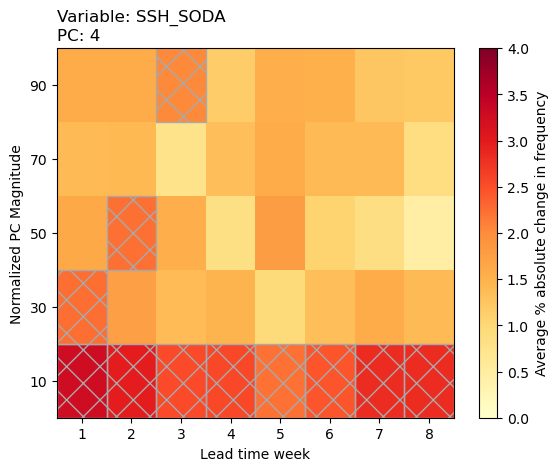 Variable: SSH_SODA
PC: 4
90
70
50
30
10
Normalized PC Magnitude
1 2 3 4 5 6 7 8
Lead time week
4.0
3.5
3.0
2.5
2.0
1.5
1.0
0.5
0.0
Average % absolute change in frequency